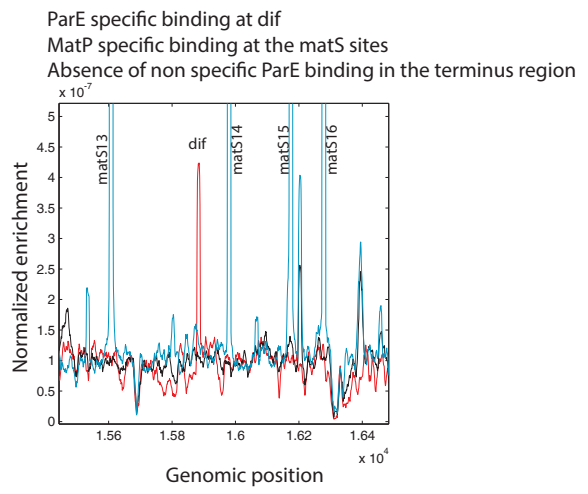 ParE specific binding at dif
MatP specific binding at the matS sites
Absence of non specific ParE binding in the terminus region
x 10⁻⁷
5
4.5
4
3.5
3
2.5
2
1.5
1
0.5
0
Normalized enrichment
matS13
dif
matS14
matS15
matS16
1.56 1.58 1.6 1.62 1.64
x 10⁴
Genomic position